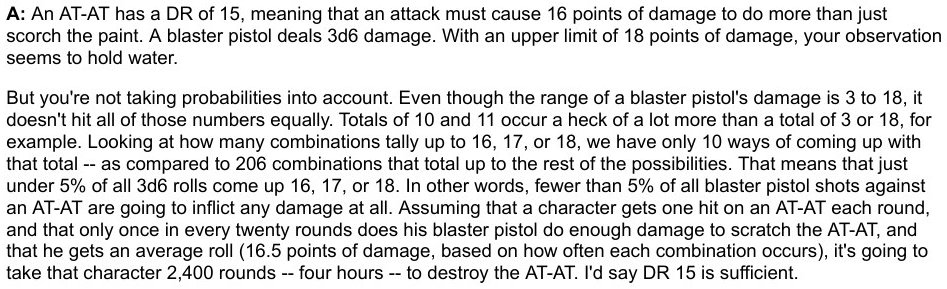 A: An AT-AT has a DR of 15, meaning that an attack must cause 16 points of damage to do more than just
scorch the paint. A blaster pistol deals 3d6 damage. With an upper limit of 18 points of damage, your observation
seems to hold water.
But you're not taking probabilities into account. Even though the range of a blaster pistol's damage is 3 to 18, it
doesn't hit all of those numbers equally. Totals of 10 and 11 occur a heck of a lot more than a total of 3 or 18, for
example. Looking at how many combinations tally up to 16, 17, or 18, we have only 10 ways of coming up with
that total -- as compared to 206 combinations that total up to the rest of the possibilities. That means that just
under 5% of all 3d6 rolls come up 16, 17, or 18. In other words, fewer than 5% of all blaster pistol shots against
an AT-AT are going to inflict any damage at all. Assuming that a character gets one hit on an AT-AT each round,
and that only once in every twenty rounds does his blaster pistol do enough damage to scratch the AT-AT, and
that he gets an average roll (16.5 points of damage, based on how often each combination occurs), it's going to
take that character 2,400 rounds -- four hours -- to destroy the AT-AT. I'd say DR 15 is sufficient.